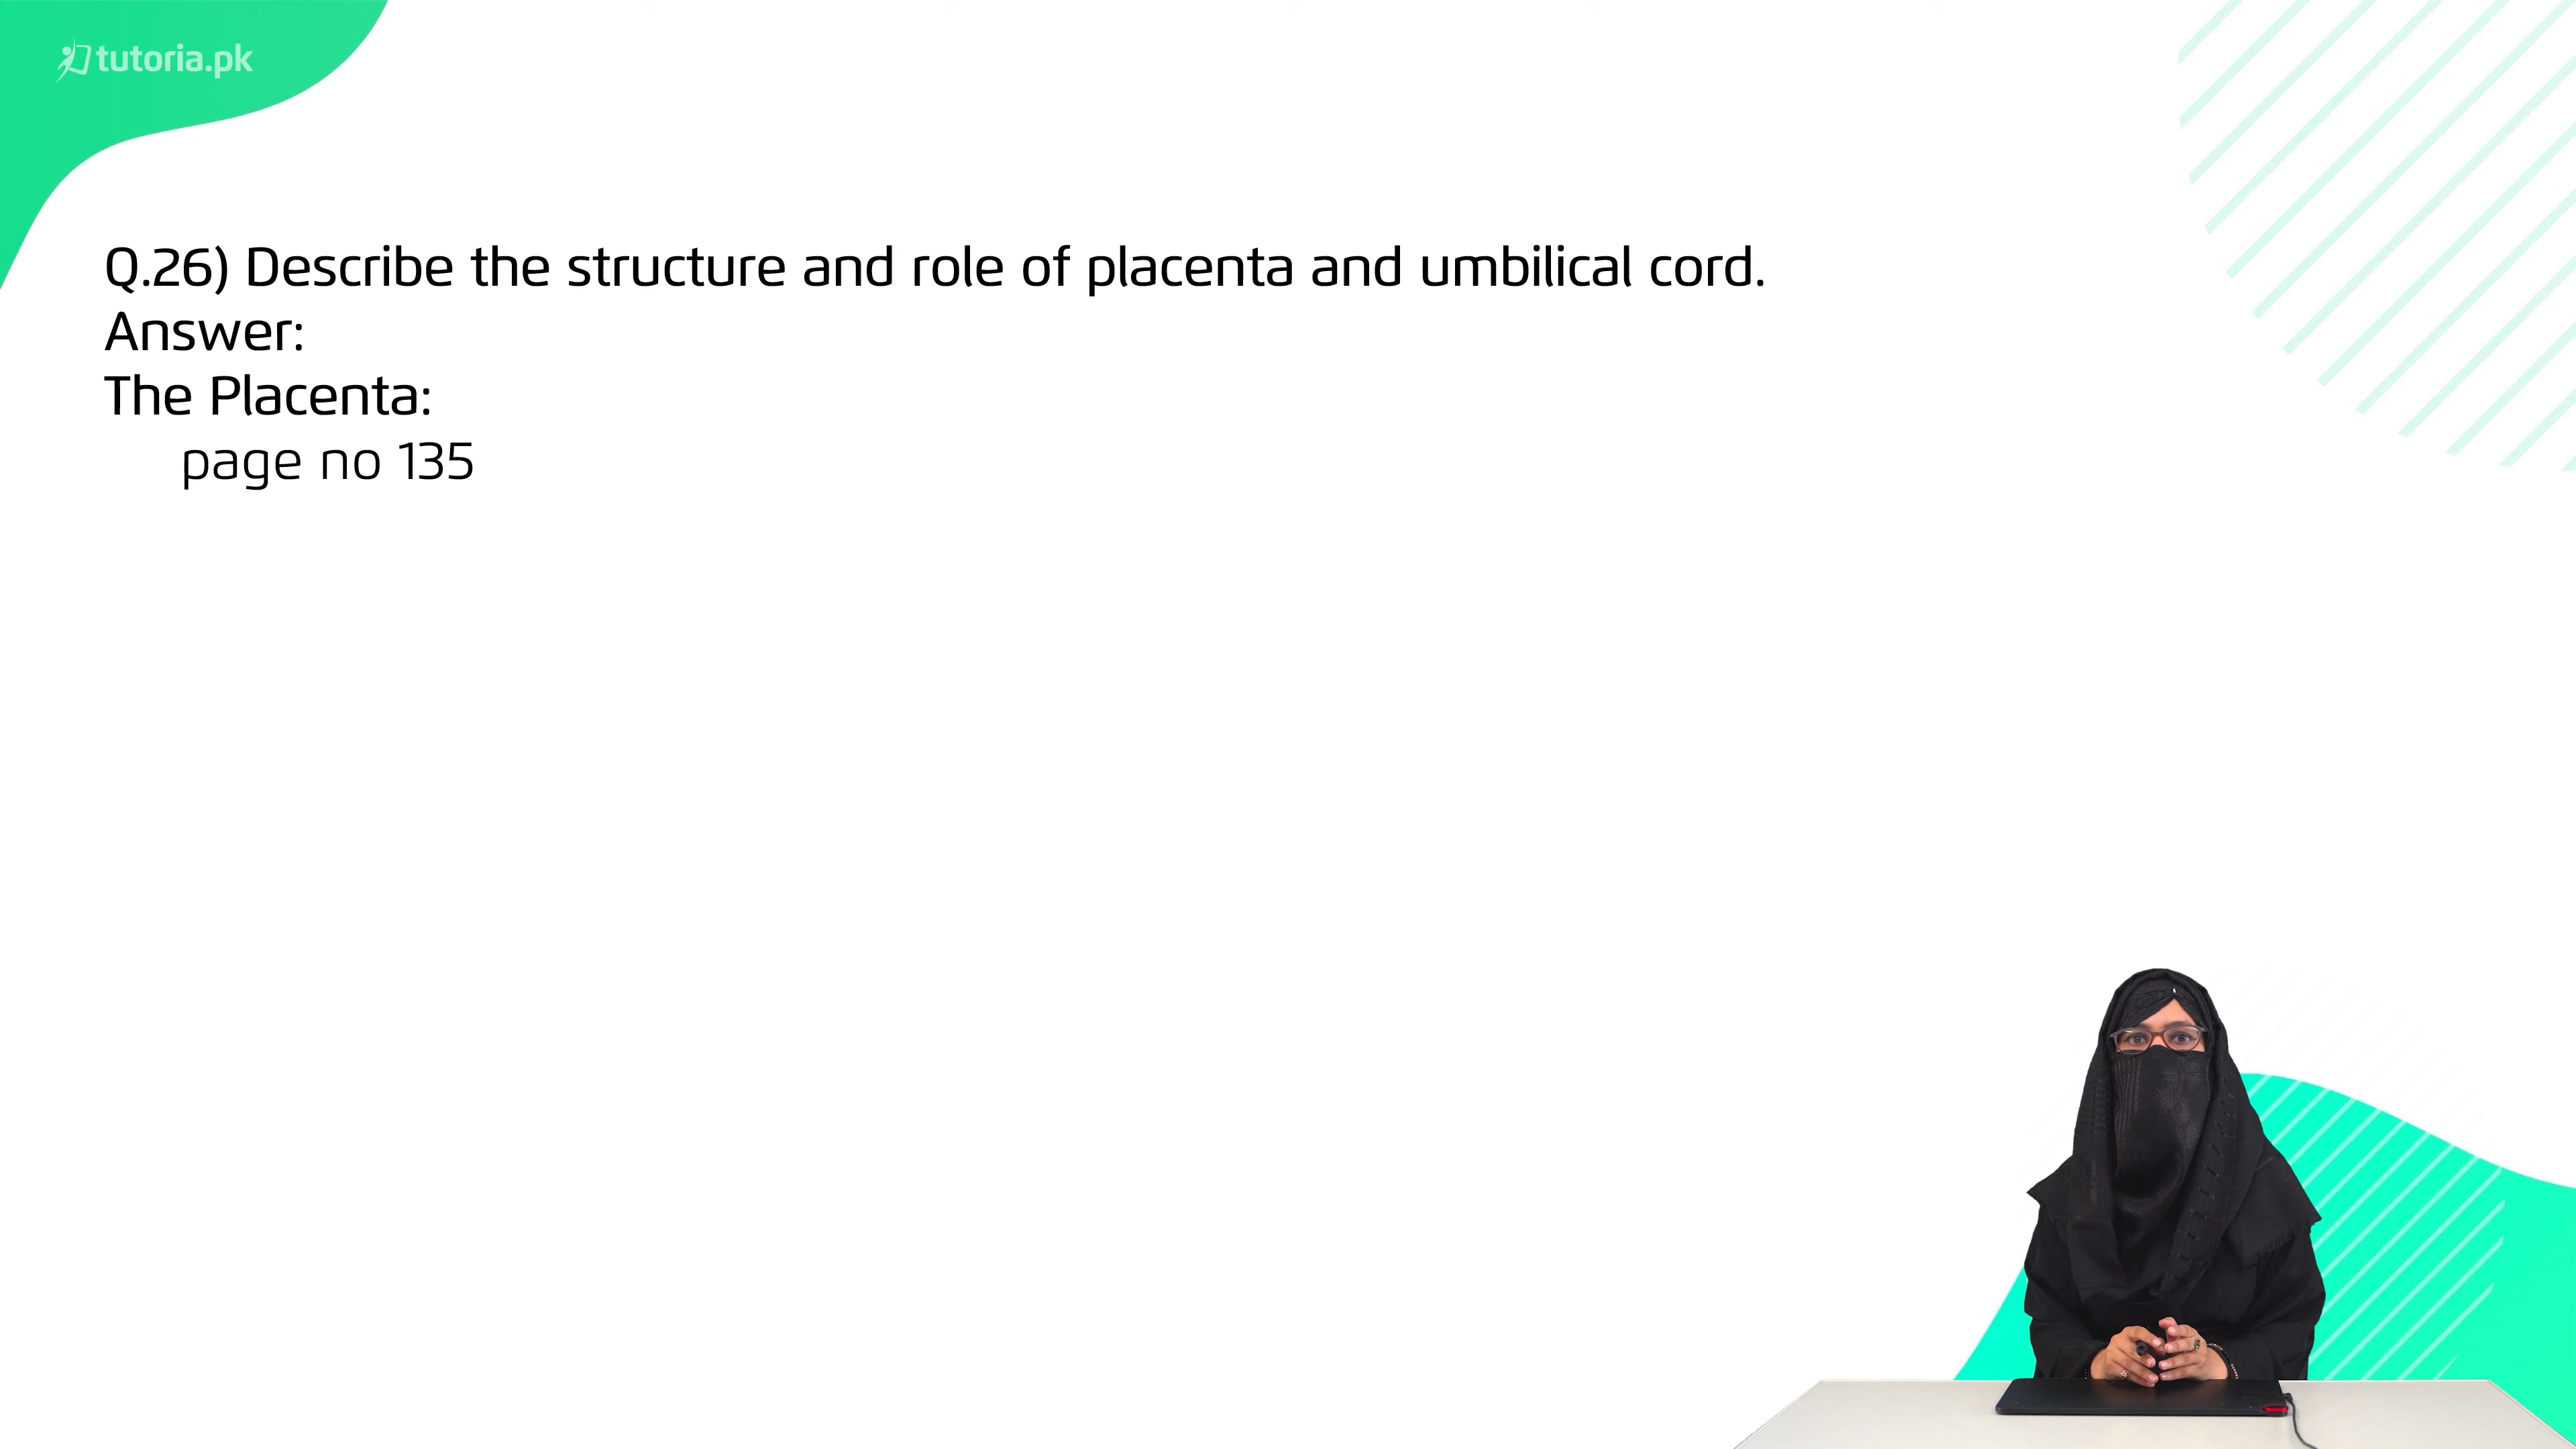 tutoria.pk
Q.26) Describe the structure and role of placenta and umbilical cord.
Answer:
The Placenta:
page no 135